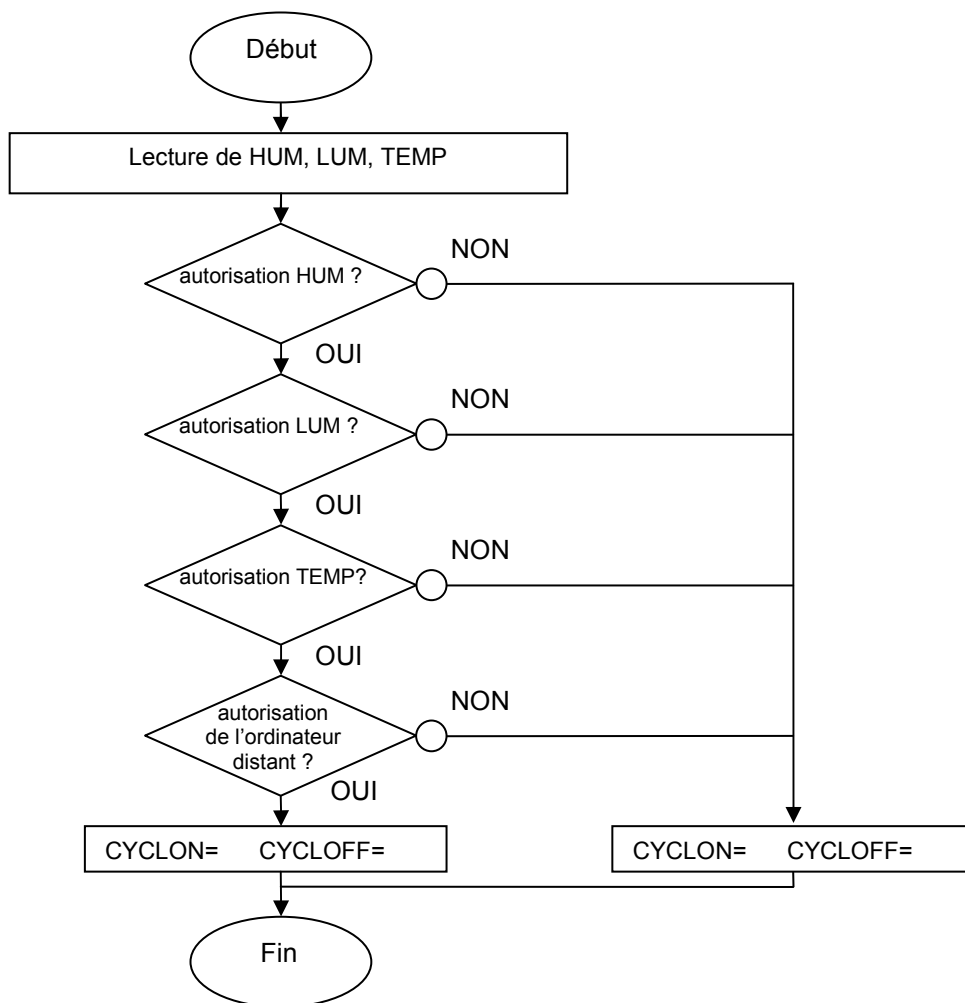 Début
Lecture de HUM, LUM, TEMP
autorisation HUM ?
NON
OUI
autorisation LUM ?
NON
OUI
autorisation TEMP?
NON
OUI
autorisation
de l'ordinateur
distant ?
NON
OUI
CYCLON= CYCLOFF=
CYCLON= CYCLOFF=
Fin